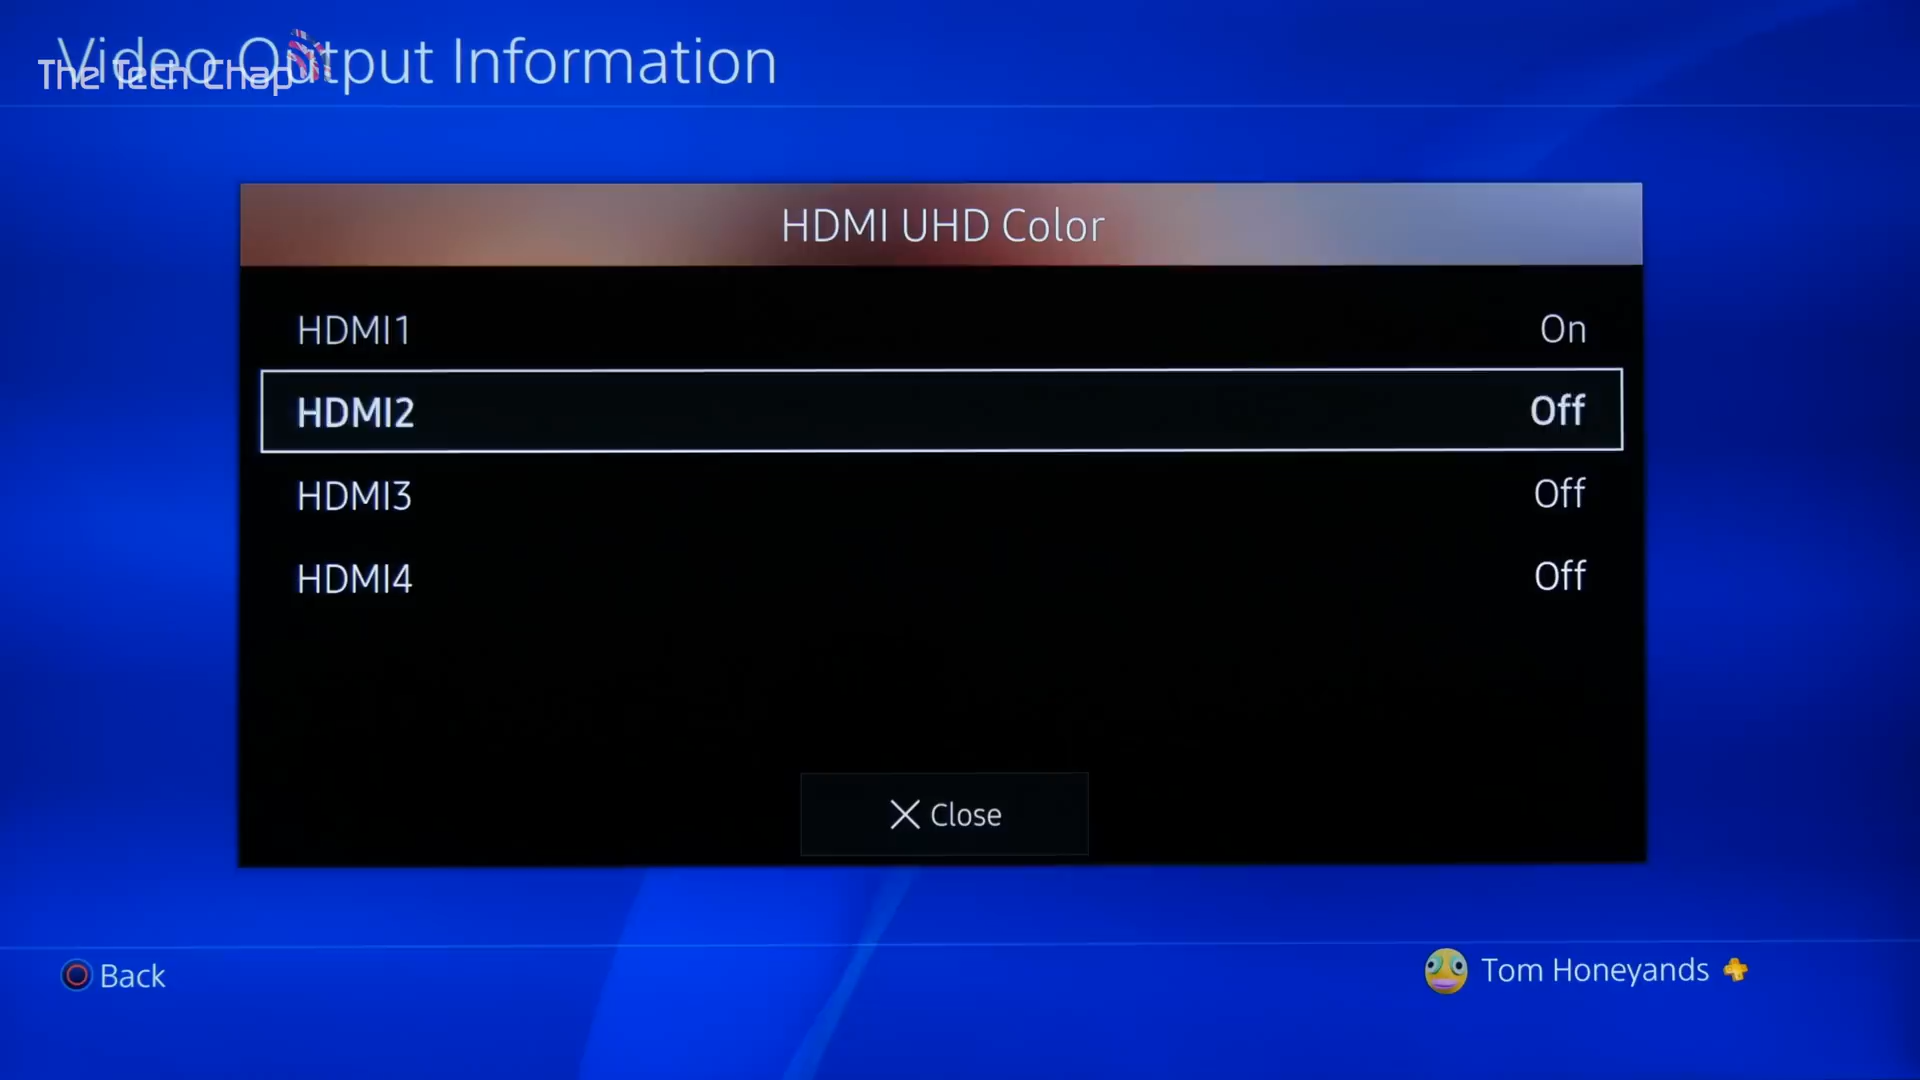 Video Output Information
The Tech Chap
HDMI UHD Color
HDMI1 On
HDMI2 Off
HDMI3 Off
HDMI4 Off
Close
Back
Tom Honeyands